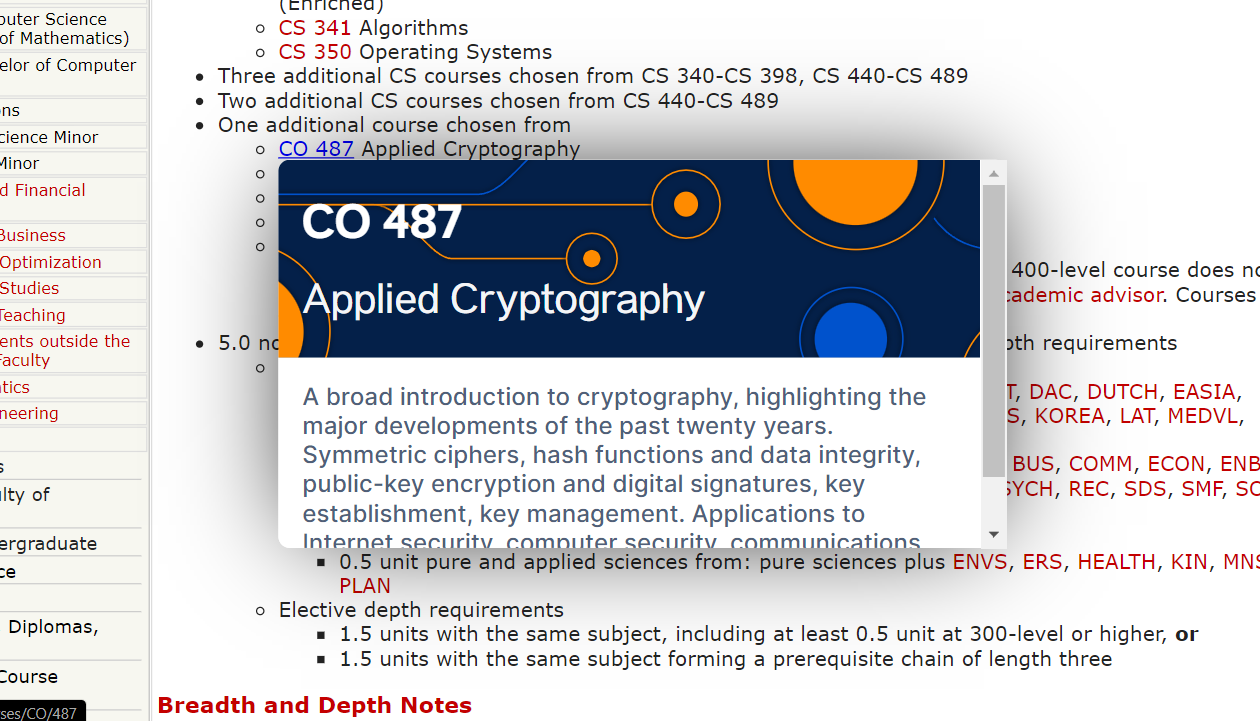 puter Science
of Mathematics)
elor of Computer
ons
cience Minor
Minor
d Financial
Business
Optimization
Studies
Teaching
ents outside the
Faculty
tics
neering
s
lty of
ergraduate
ce
Diplomas,
Course
ses/CO/487
(Enriched)
CS 341 Algorithms
CS 350 Operating Systems
Three additional CS courses chosen from CS 340-CS 398, CS 440-CS 489
Two additional CS courses chosen from CS 440-CS 489
One additional course chosen from
CO 487 Applied Cryptography
CO 487
Applied Cryptography
A broad introduction to cryptography, highlighting the
major developments of the past twenty years.
Symmetric ciphers, hash functions and data integrity,
public-key encryption and digital signatures, key
establishment, key management. Applications to
Internet security, computer security, communications
400-level course does no
cademic advisor. Courses
5.0 no
pth requirements
T, DAC, DUTCH, EASIA,
S, KOREA, LAT, MEDVL,
BUS, COMM, ECON, ENB
SYCH, REC, SDS, SMF, SO
0.5 unit pure and applied sciences from: pure sciences plus ENVS, ERS, HEALTH, KIN, MNS
PLAN
Elective depth requirements
1.5 units with the same subject, including at least 0.5 unit at 300-level or higher, or
1.5 units with the same subject forming a prerequisite chain of length three
Breadth and Depth Notes